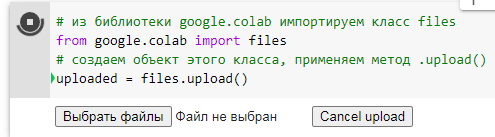 # из библиотеки google.colab импортируем класс files
from google.colab import files
# создаем объект этого класса, применяем метод .upload()
uploaded = files.upload()
Выбрать файлы Файл не выбран Cancel upload